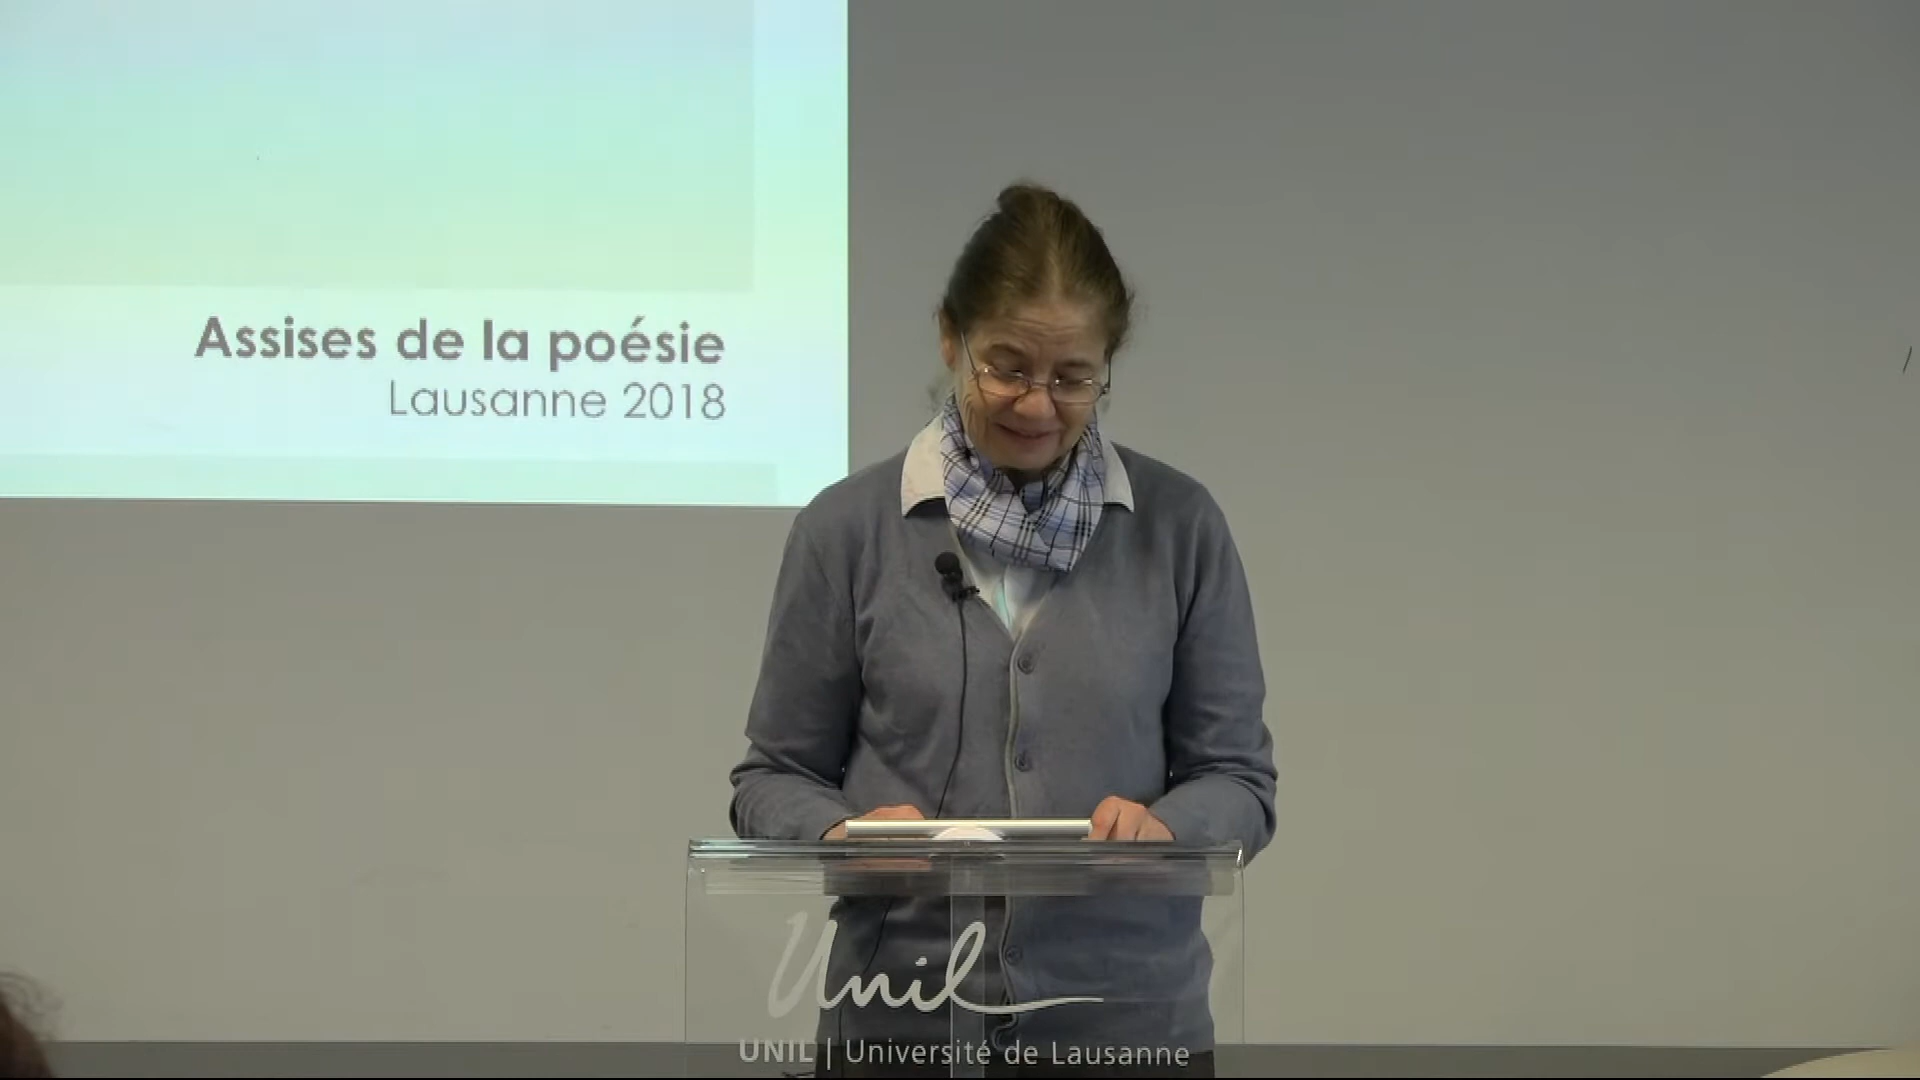 Assises de la poésie
Lausanne 2018
Unil
UNIL | Université de Lausanne